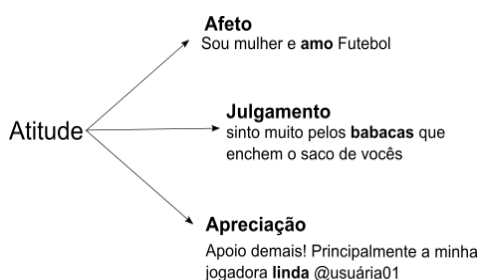 Afeto
Sou mulher e amo Futebol
Atitude
Julgamento
sinto muito pelos babacas que
enchem o saco de vocês
Apreciação
Apoio demais! Principalmente a minha
jogadora linda @usuária01